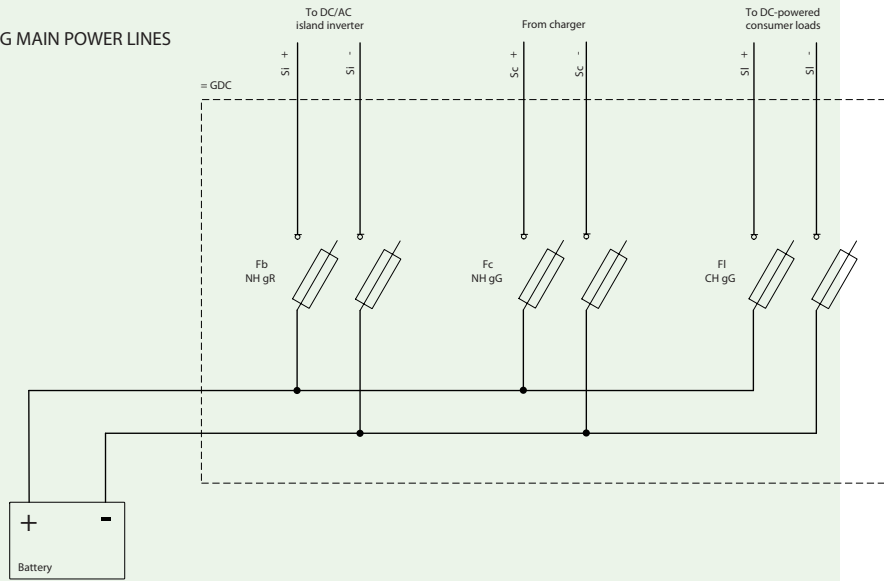 To DC/AC
island inverter
From charger
To DC-powered
consumer loads
G MAIN POWER LINES
Si + Si - Sc + Sc - Sl + Sl -
= GDC
Fb
NH gR
Fc
NH gG
Fl
CH gG
+ -
Battery